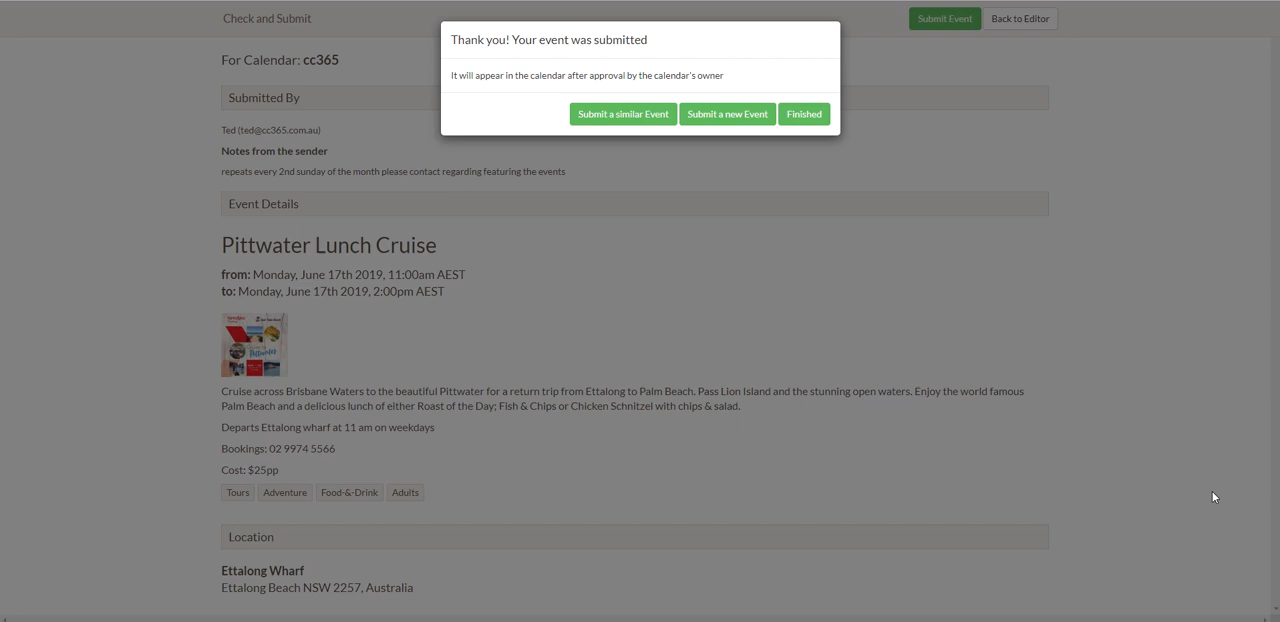 Check and Submit
Submit Event
Back to Editor
Thank you! Your event was submitted
It will appear in the calendar after approval by the calendar's owner
Submit a similar Event
Submit a new Event
Finished
For Calendar: cc365
Submitted By
Ted (ted@cc365.com.au)
Notes from the sender
repeats every 2nd sunday of the month please contact regarding featuring the events
Event Details
Pittwater Lunch Cruise
from: Monday, June 17th 2019, 11:00am AEST
to: Monday, June 17th 2019, 2:00pm AEST
Pittwater
Cruise across Brisbane Waters to the beautiful Pittwater for a return trip from Ettalong to Palm Beach. Pass Lion Island and the stunning open waters. Enjoy the world famous
Palm Beach and a delicious lunch of either Roast of the Day; Fish & Chips or Chicken Schnitzel with chips & salad.
Departs Ettalong wharf at 11 am on weekdays
Bookings: 02 9974 5566
Cost: $25pp
Tours
Adventure
Food-&-Drink
Adults
Location
Ettalong Wharf
Ettalong Beach NSW 2257, Australia